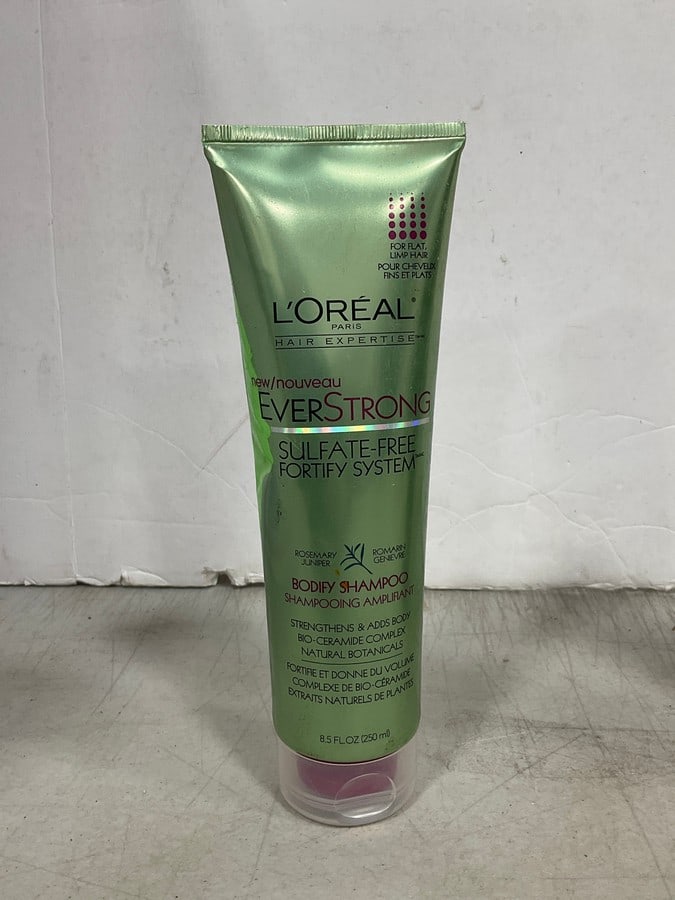 FOR FLAT,
LIMP HAIR
POUR CHEVEUX
FINS ET PLATS
L'ORÉAL®
PARIS
HAIR EXPERTISE™
new/nouveau
EVERSTRONG
SULFATE-FREE
FORTIFY SYSTEM
ROSEMARY ROMARIN
JUNIPER GENIÈVRE
BODIFY SHAMPOO
SHAMPOOING AMPLIFIANT
STRENGTHENS & ADDS BODY
BIO-CERAMIDE COMPLEX
NATURAL BOTANICALS
FORTIFIE ET DONNE DU VOLUME
COMPLEXE DE BIO-CÉRAMIDE
EXTRAITS NATURELS DE PLANTES
8.5 FL.OZ (250 ml)